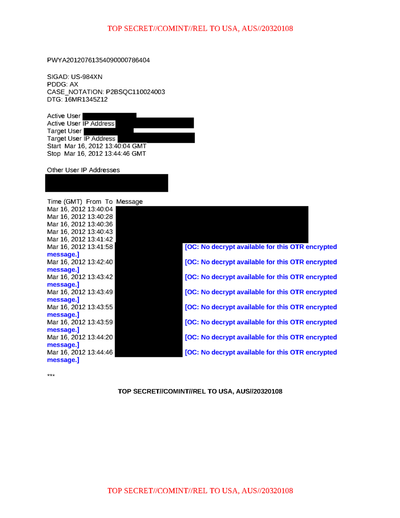 TOP SECRET//COMINT//REL TO USA, AUS//20320108
PWYA20120761354090000786404
SIGAD: US-984XN
PDDG: AX
CASE_NOTATION: P2BSQC110024003
DTG: 16MR1345Z12
Active User
Active User IP Address
Target User
Target User IP Address
Start Mar 16, 2012 13:40:04 GMT
Stop Mar 16, 2012 13:44:46 GMT
Other User IP Addresses
Time (GMT) From To Message
Mar 16, 2012 13:40:04
Mar 16, 2012 13:40:28
Mar 16, 2012 13:40:36
Mar 16, 2012 13:40:43
Mar 16, 2012 13:41:42
Mar 16, 2012 13:41:58 [OC: No decrypt available for this OTR encrypted
message.]
Mar 16, 2012 13:42:40 [OC: No decrypt available for this OTR encrypted
message.]
Mar 16, 2012 13:43:42 [OC: No decrypt available for this OTR encrypted
message.]
Mar 16, 2012 13:43:49 [OC: No decrypt available for this OTR encrypted
message.]
Mar 16, 2012 13:43:55 [OC: No decrypt available for this OTR encrypted
message.]
Mar 16, 2012 13:43:59 [OC: No decrypt available for this OTR encrypted
message.]
Mar 16, 2012 13:44:20 [OC: No decrypt available for this OTR encrypted
message.]
Mar 16, 2012 13:44:46 [OC: No decrypt available for this OTR encrypted
message.]
***
TOP SECRET//COMINT//REL TO USA, AUS//20320108
TOP SECRET//COMINT//REL TO USA, AUS//20320108